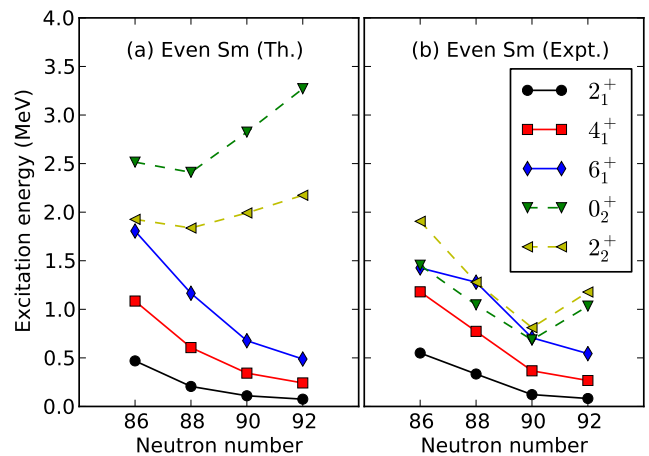 (a) Even Sm (Th.)
(b) Even Sm (Expt.)
Excitation energy (MeV)
4.0
3.5
3.0
2.5
2.0
1.5
1.0
0.5
0.0
2₁⁺
4₁⁺
6₁⁺
0₂⁺
2₂⁺
86 88 90 92
86 88 90 92
Neutron number
Neutron number